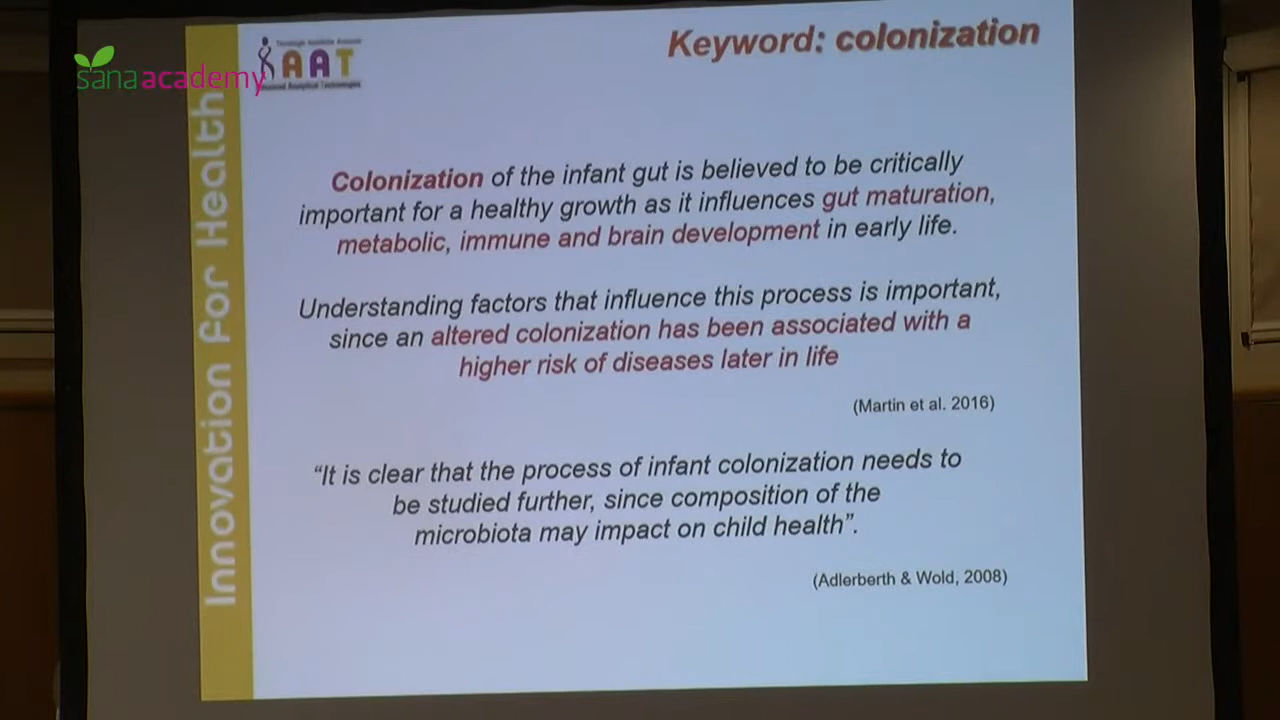 Keyword: colonization
sanaacademy
AAT
Innovation for Health
Colonization of the infant gut is believed to be critically
important for a healthy growth as it influences gut maturation,
metabolic, immune and brain development in early life.
Understanding factors that influence this process is important,
since an altered colonization has been associated with a
higher risk of diseases later in life
(Martin et al. 2016)
“It is clear that the process of infant colonization needs to
be studied further, since composition of the
microbiota may impact on child health”.
(Adlerberth & Wold, 2008)